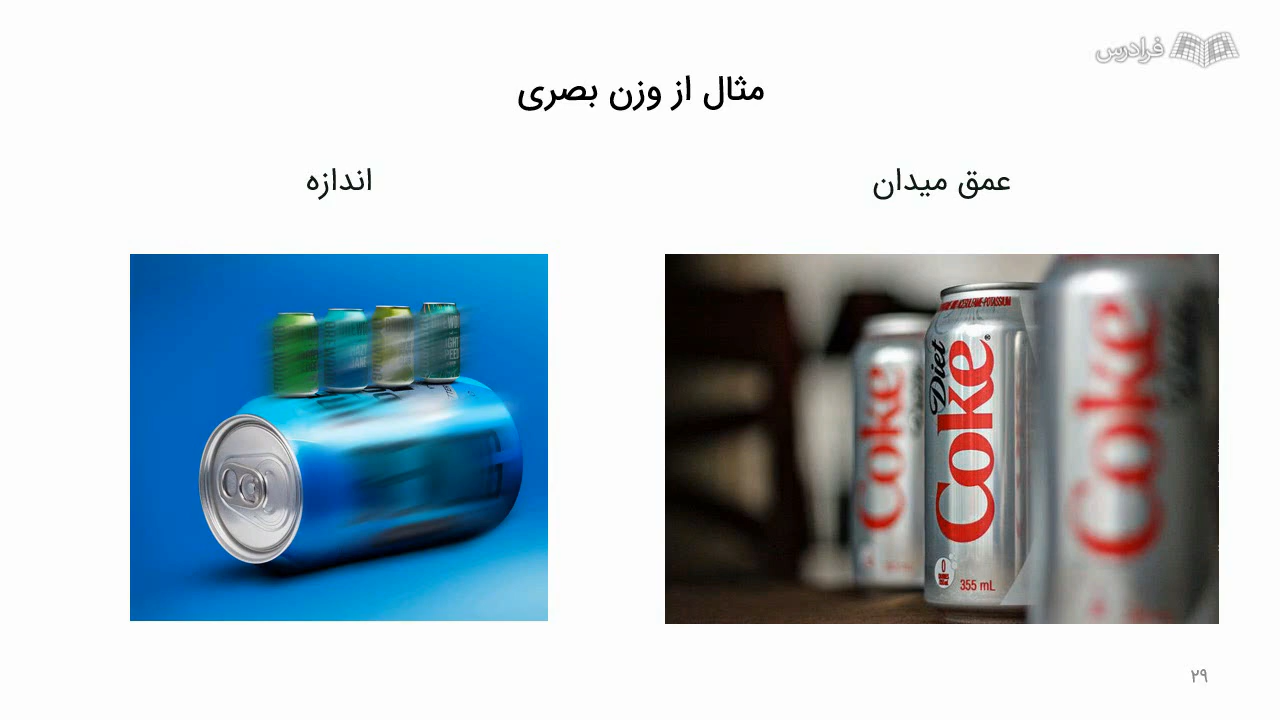 فرادرس
مثال از وزن بصری
عمق میدان
اندازه
Coke
Diet
Coke®
355 mL
Coke
۲۹